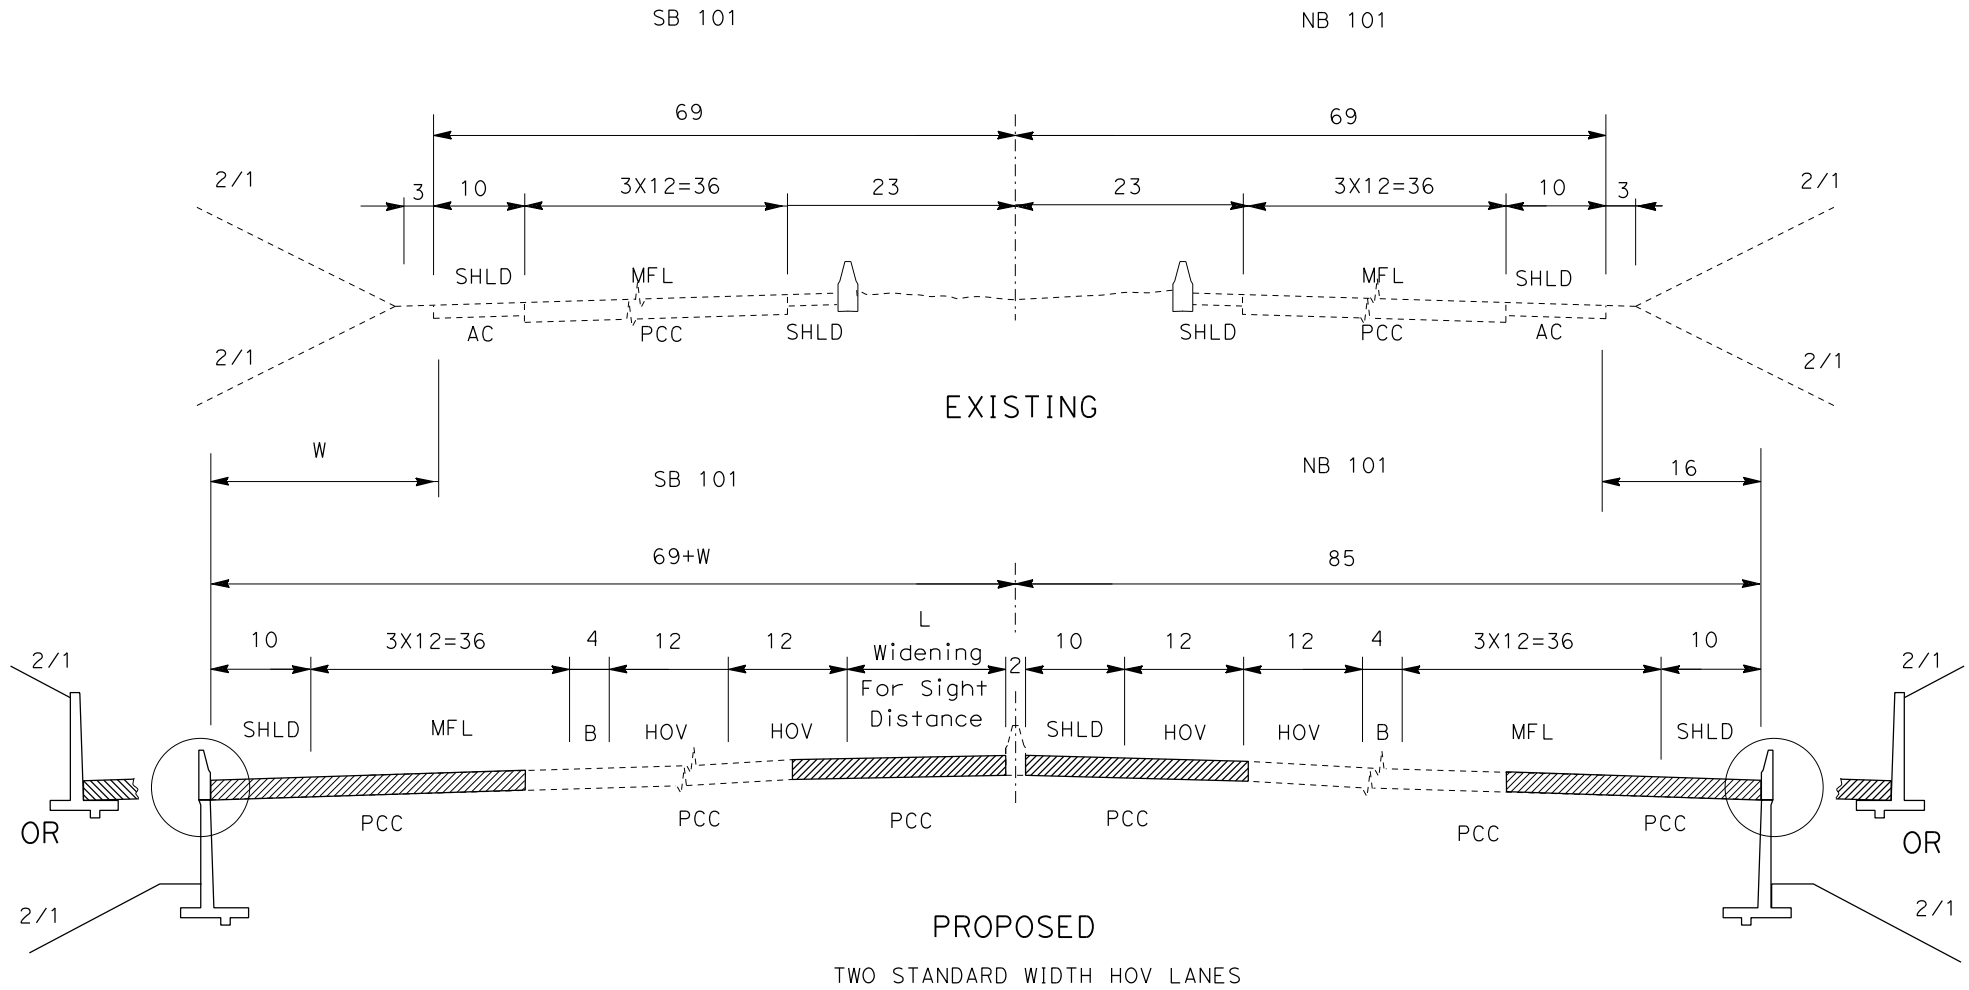 SB 101 NB 101
69 69
2/1 3 10 3X12=36 23 23 3X12=36 10 3 2/1
SHLD MFL MFL SHLD
AC PCC SHLD SHLD PCC AC
2/1 2/1
EXISTING
W SB 101 NB 101 16
69+W 85
10 3X12=36 4 12 12 L 10 12 12 4 3X12=36 10
Widening
2/1 2 2/1
For Sight
Distance
SHLD MFL B HOV HOV SHLD HOV HOV B MFL SHLD
PCC PCC PCC PCC PCC PCC
OR OR
2/1 2/1
PROPOSED
TWO STANDARD WIDTH HOV LANES